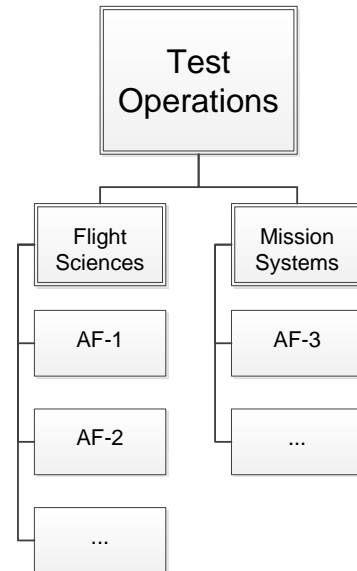 Test
Operations
Flight
Sciences
Mission
Systems
AF-1
AF-3
AF-2
...
...